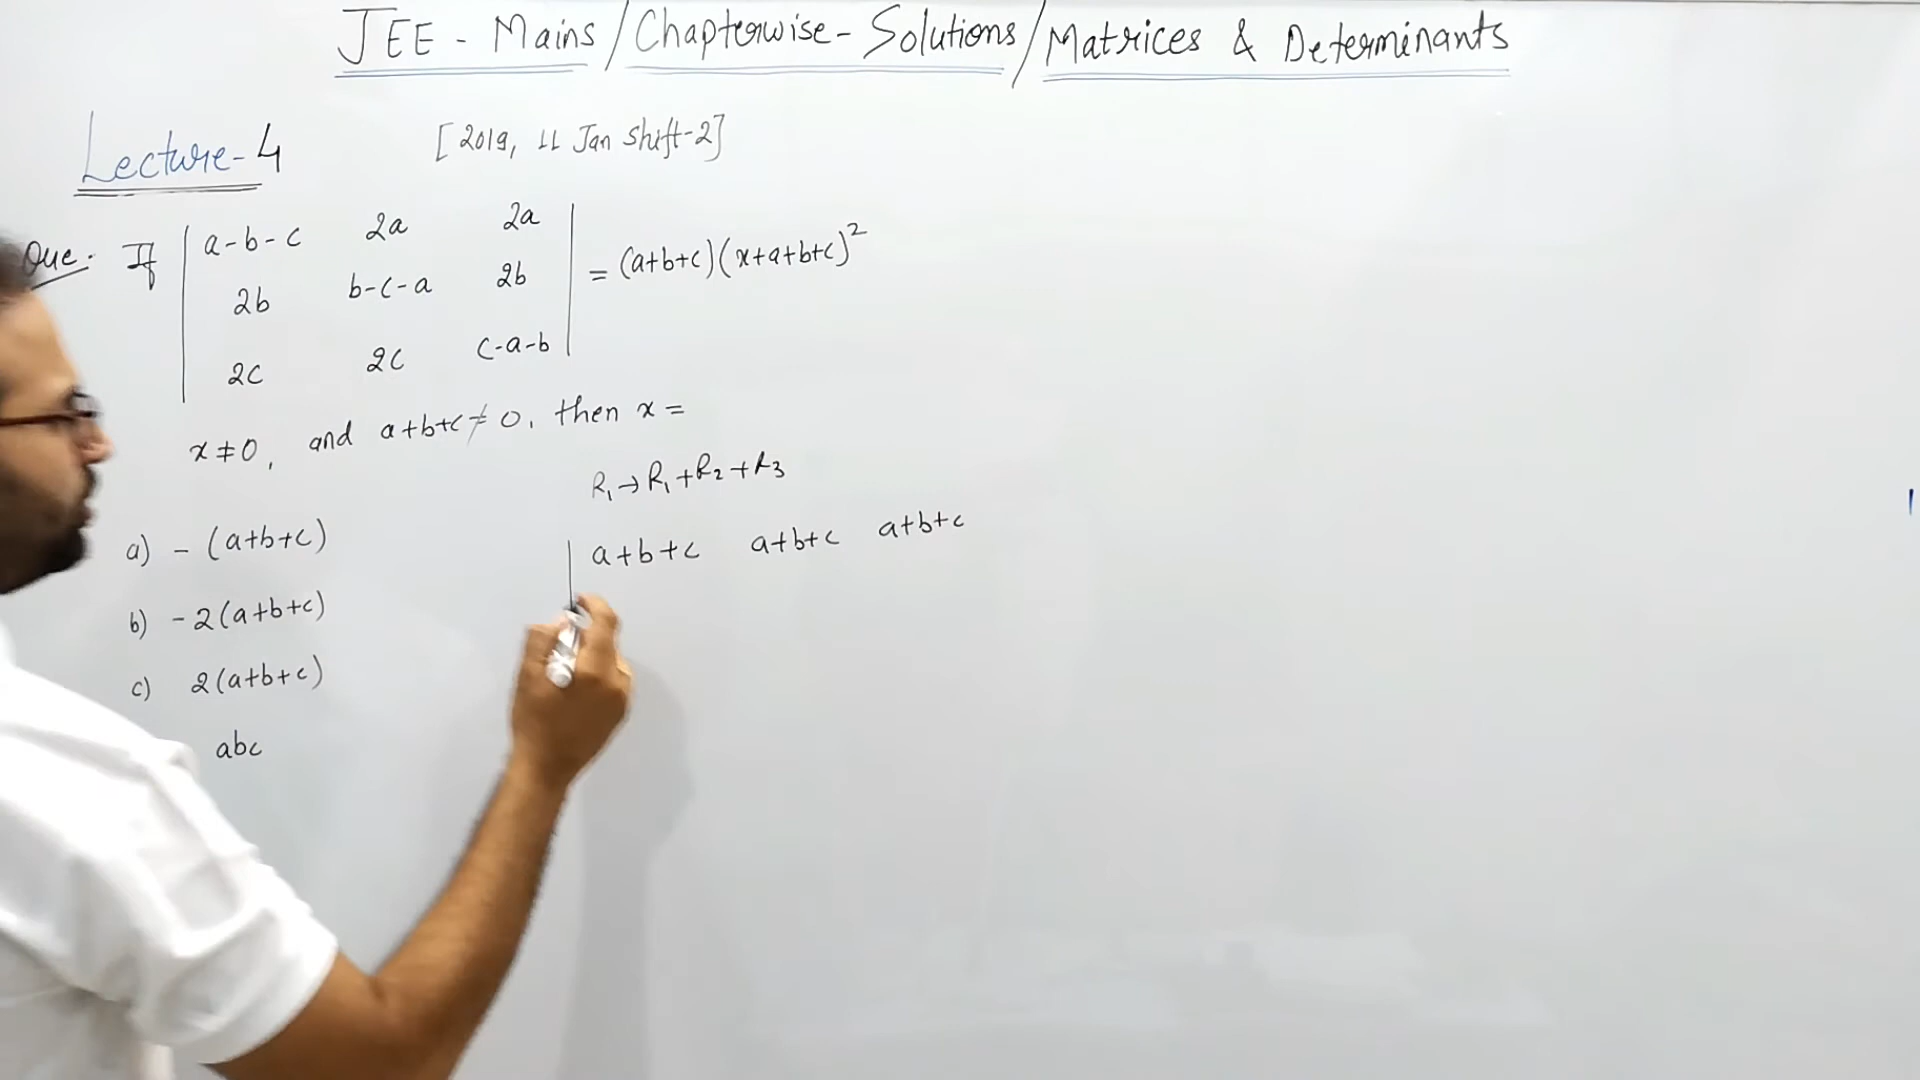 JEE - Mains / Chapterwise - Solutions / Matrices & Determinants
Lecture-4 [2019, 11 Jan Shift-2]
Que. If | a-b-c 2a 2a |
2b b-c-a 2b = (a+b+c)(x+a+b+c)²
2c 2c c-a-b
x≠0, and a+b+c≠0, then x =
R₁→R₁+R₂+R₃
| a+b+c a+b+c a+b+c
a) -(a+b+c)
b) -2(a+b+c)
c) 2(a+b+c)
abc